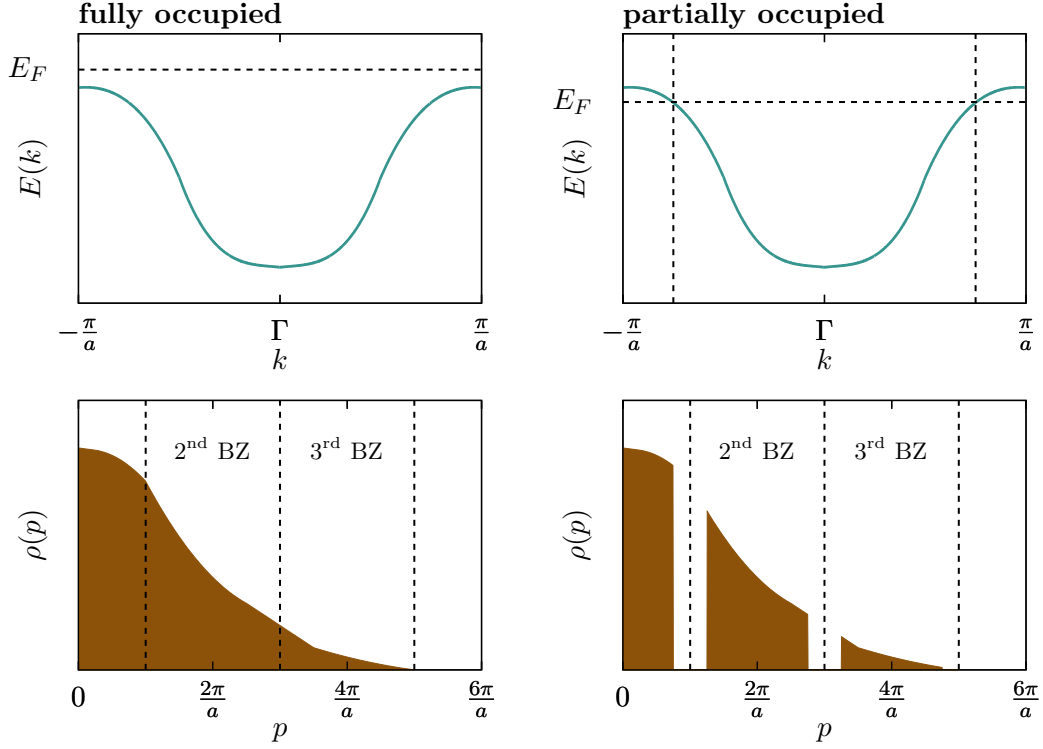 fully occupied
E_F
E(k)
−π/a
Γ
π/a
k
partially occupied
E_F
E(k)
−π/a
Γ
π/a
k
2nd BZ
3rd BZ
ρ(p)
0
2π/a
4π/a
6π/a
p
2nd BZ
3rd BZ
ρ(p)
0
2π/a
4π/a
6π/a
p